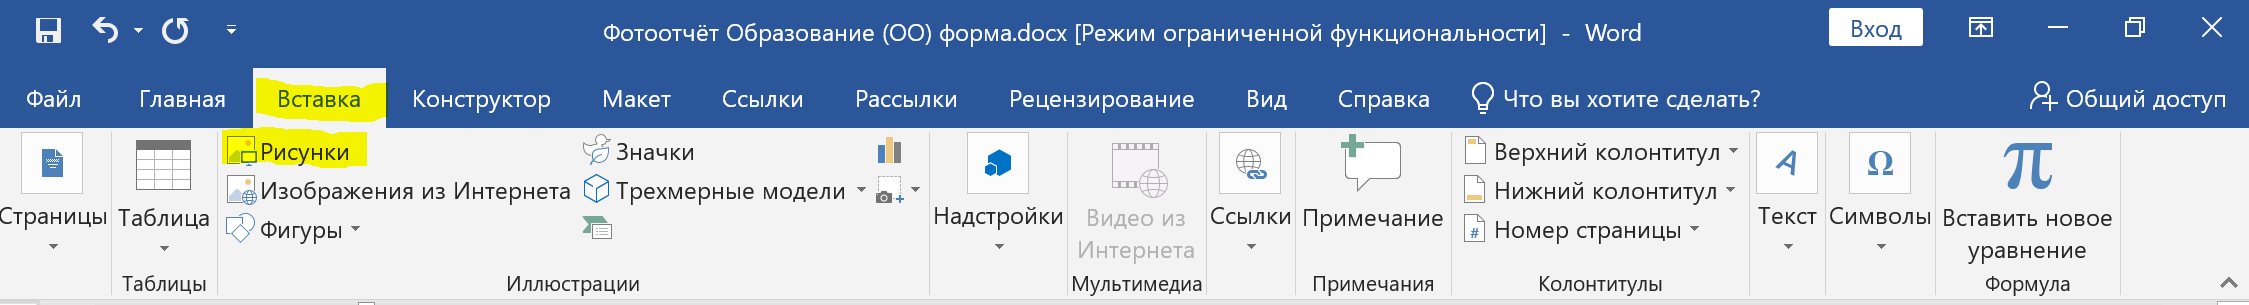 Фотоотчёт Образование (ОО) форма.docx [Режим ограниченной функциональности] - Word
Вход
Файл Главная Вставка Конструктор Макет Ссылки Рассылки Рецензирование Вид Справка Что вы хотите сделать? Общий доступ
Страницы
Таблица
Таблицы
Рисунки
Изображения из Интернета
Фигуры
Значки
Трехмерные модели
Иллюстрации
Надстройки
Видео из
Интернета
Мультимедиа
Ссылки
Примечание
Примечания
Верхний колонтитул
Нижний колонтитул
# Номер страницы
Колонтитулы
A
Текст
Ω
Символы
π
Вставить новое
уравнение
Формула